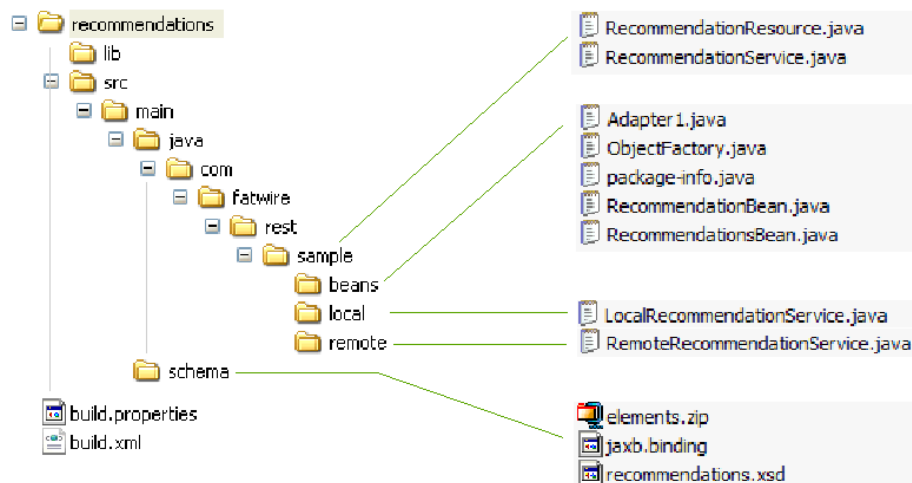 recommendations
lib
src
main
java
com
fatwire
rest
sample
beans
local
remote
schema
build.properties
build.xml
RecommendationResource.java
RecommendationService.java
Adapter1.java
ObjectFactory.java
package-info.java
RecommendationBean.java
RecommendationsBean.java
LocalRecommendationService.java
RemoteRecommendationService.java
elements.zip
jaxb.binding
recommendations.xsd